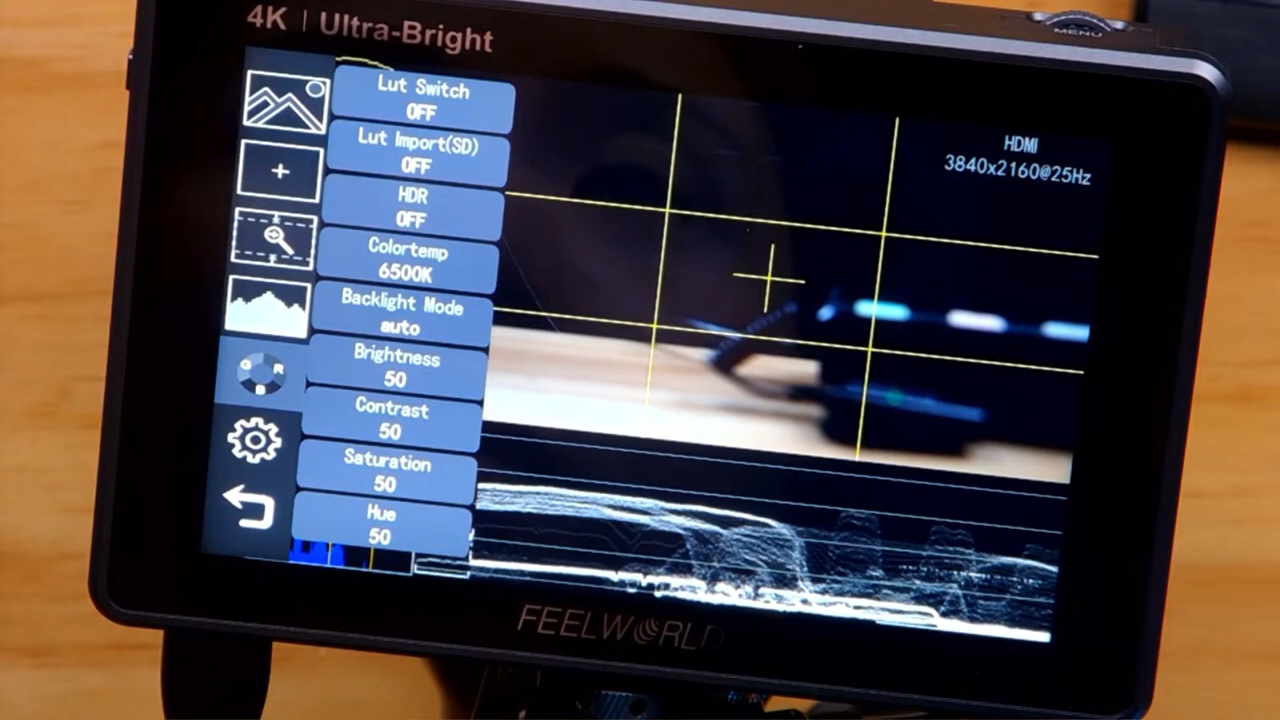 4K | Ultra-Bright
MENU
Lut Switch
OFF
Lut Import(SD)
OFF
HDR
OFF
Colortemp
6500K
Backlight Mode
auto
Brightness
50
Contrast
50
Saturation
50
Hue
50
HDMI
3840x2160@25Hz
G R
B
FEELWORLD